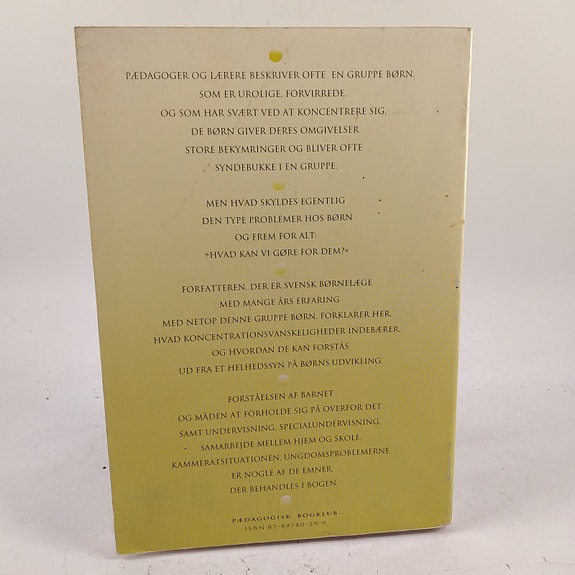 PÆDAGOGER OG LÆRERE BESKRIVER OFTE EN GRUPPE BØRN,
SOM ER UROLIGE, FORVIRREDE,
OG SOM HAR SVÆRT VED AT KONCENTRERE SIG.
DE BØRN GIVER DERES OMGIVELSER
STORE BEKYMRINGER OG BLIVER OFTE
SYNDEBUKKE I EN GRUPPE.
MEN HVAD SKYLDES EGENTLIG
DEN TYPE PROBLEMER HOS BØRN
OG FREM FOR ALT:
»HVAD KAN VI GØRE FOR DEM?«
FORFATTEREN, DER ER SVENSK BØRNELÆGE
MED MANGE ÅRS ERFARING
MED NETOP DENNE GRUPPE BØRN, FORKLARER HER,
HVAD KONCENTRATIONSVANSKELIGHEDER INDEBÆRER,
OG HVORDAN DE KAN FORSTÅS
UD FRA ET HELHEDSSYN PÅ BØRNS UDVIKLING.
FORSTÅELSEN AF BARNET
OG MÅDEN AT FORHOLDE SIG PÅ OVERFOR DET
SAMT UNDERVISNING, SPECIALUNDERVISNING,
SAMARBEJDE MELLEM HJEM OG SKOLE,
KAMMERATSITUATIONEN, UNGDOMSPROBLEMERNE
ER NOGLE AF DE EMNER,
DER BEHANDLES I BOGEN.
PÆDAGOGISK BOGKLUB
ISBN 87-89780-29-9